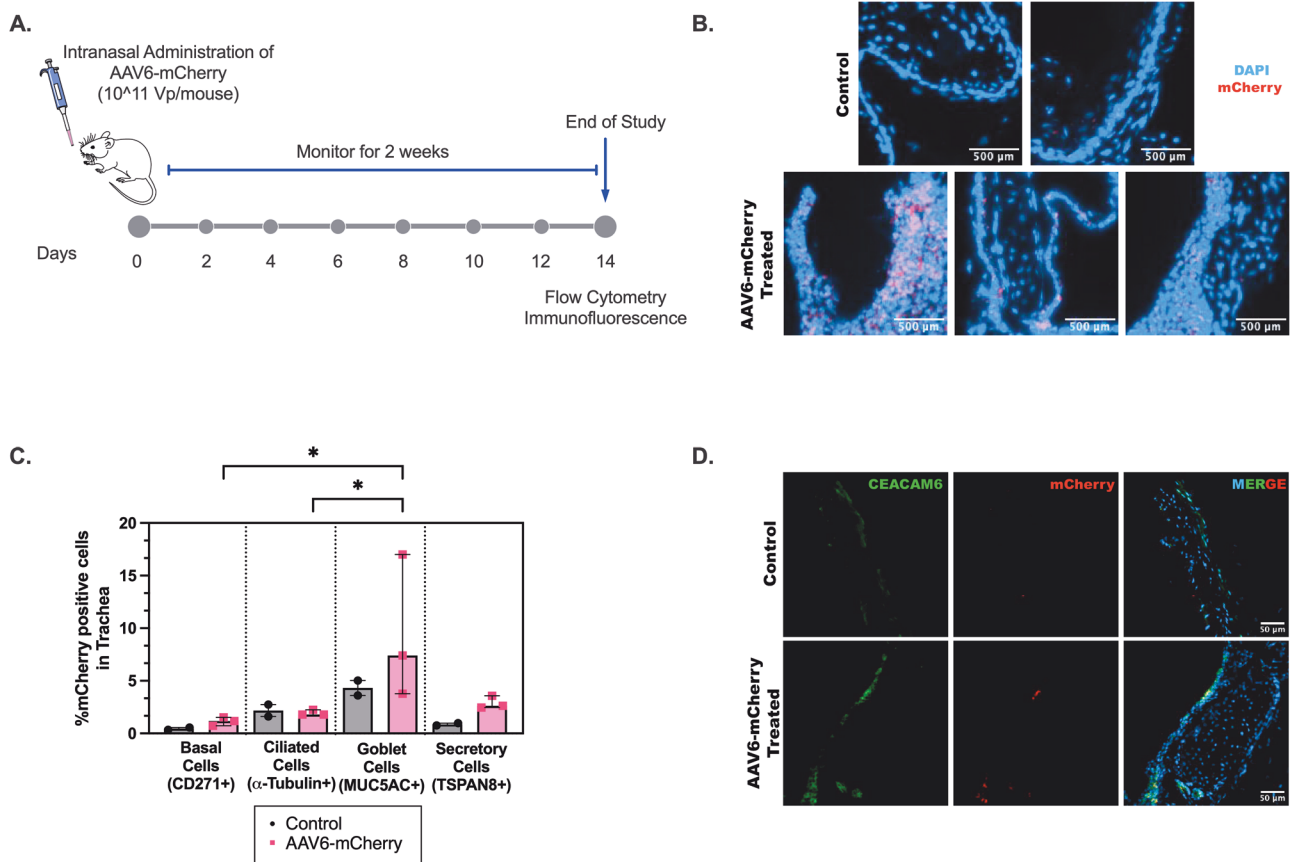 A.
Intranasal Administration of
AAV6-mCherry
(10^11 Vp/mouse)
End of Study
Monitor for 2 weeks
Days
0 2 4 6 8 10 12 14
Flow Cytometry
Immunofluorescence
B.
Control
DAPI
mCherry
500 µm
500 µm
AAV6-mCherry
Treated
500 µm
500 µm
500 µm
C.
*
*
%mCherry positive cells
in Trachea
20
15
10
5
0
Basal
Cells
(CD271+)
Ciliated
Cells
(α-Tubulin+)
Goblet
Cells
(MUC5AC+)
Secretory
Cells
(TSPAN8+)
Control
AAV6-mCherry
D.
CEACAM6
mCherry
MERGE
Control
50 µm
AAV6-mCherry
Treated
50 µm